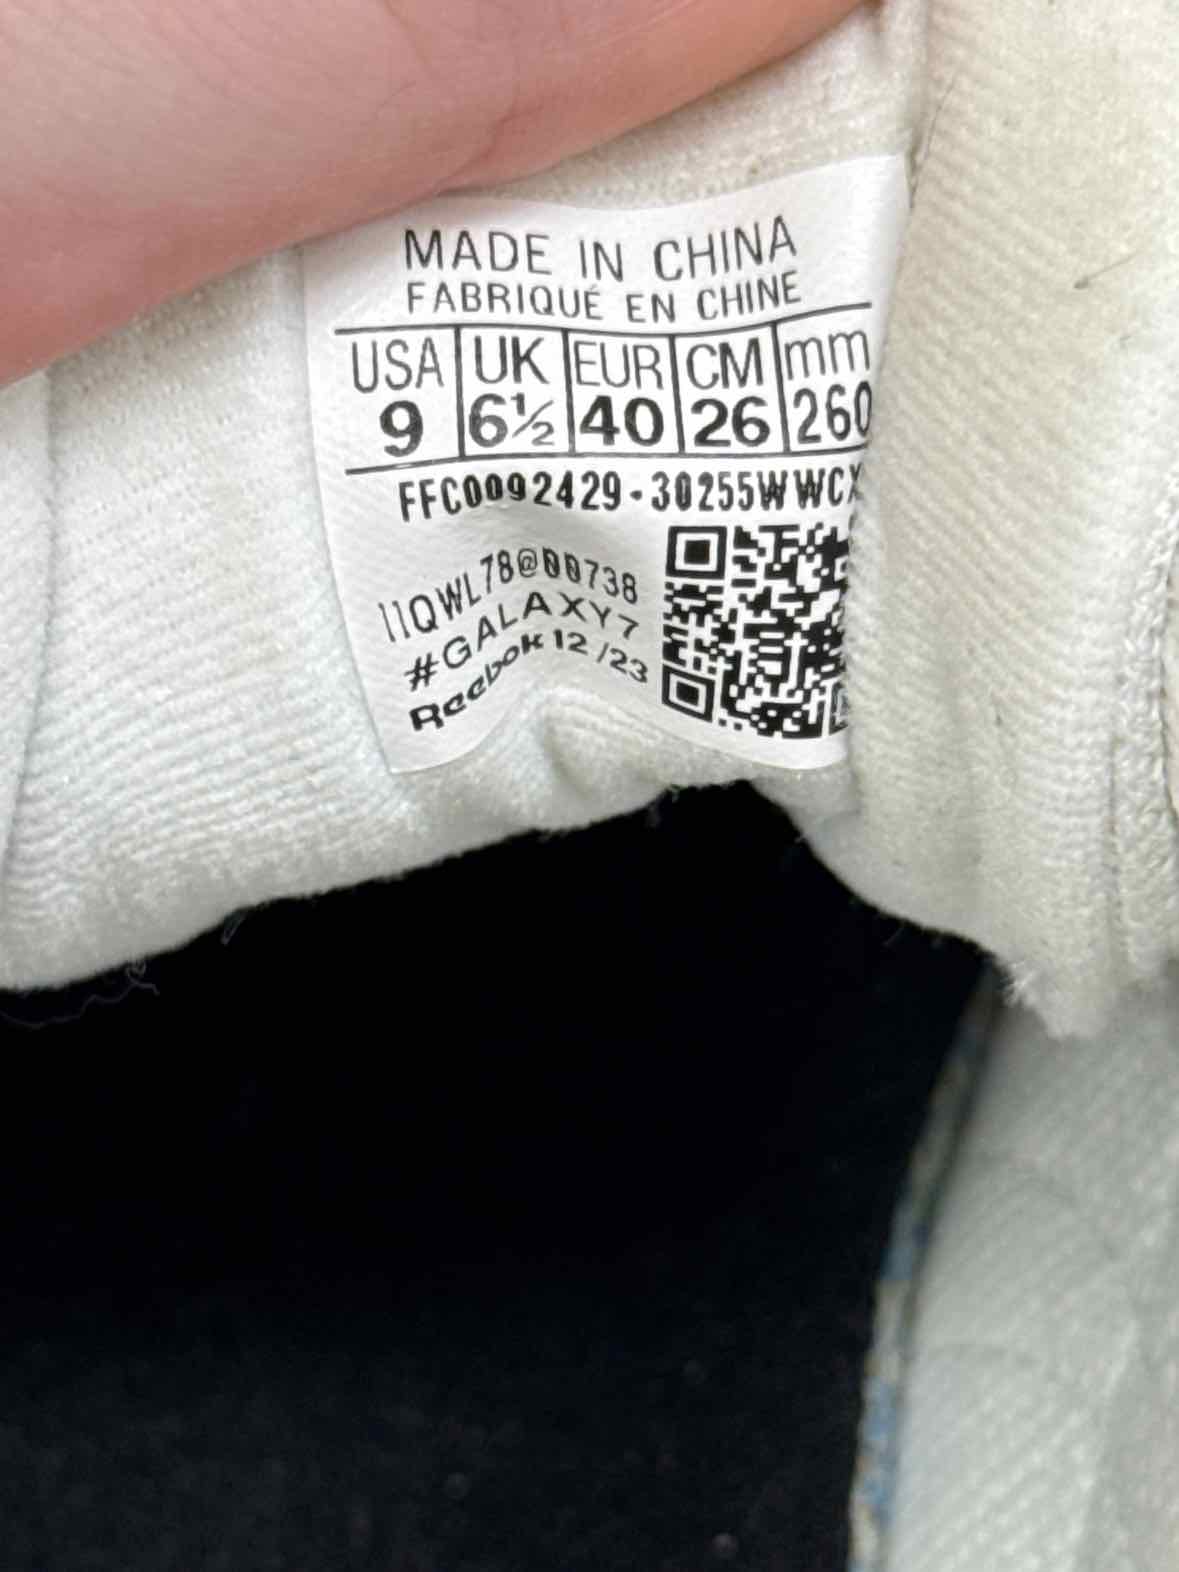 MADE IN CHINA
FABRIQUÉ EN CHINE
USA UK EUR CM mm
9 6½ 40 26 260
FFC0092429-30255WWCX
11QWL78@00738
#GALAXY7
Reebok 12 /23